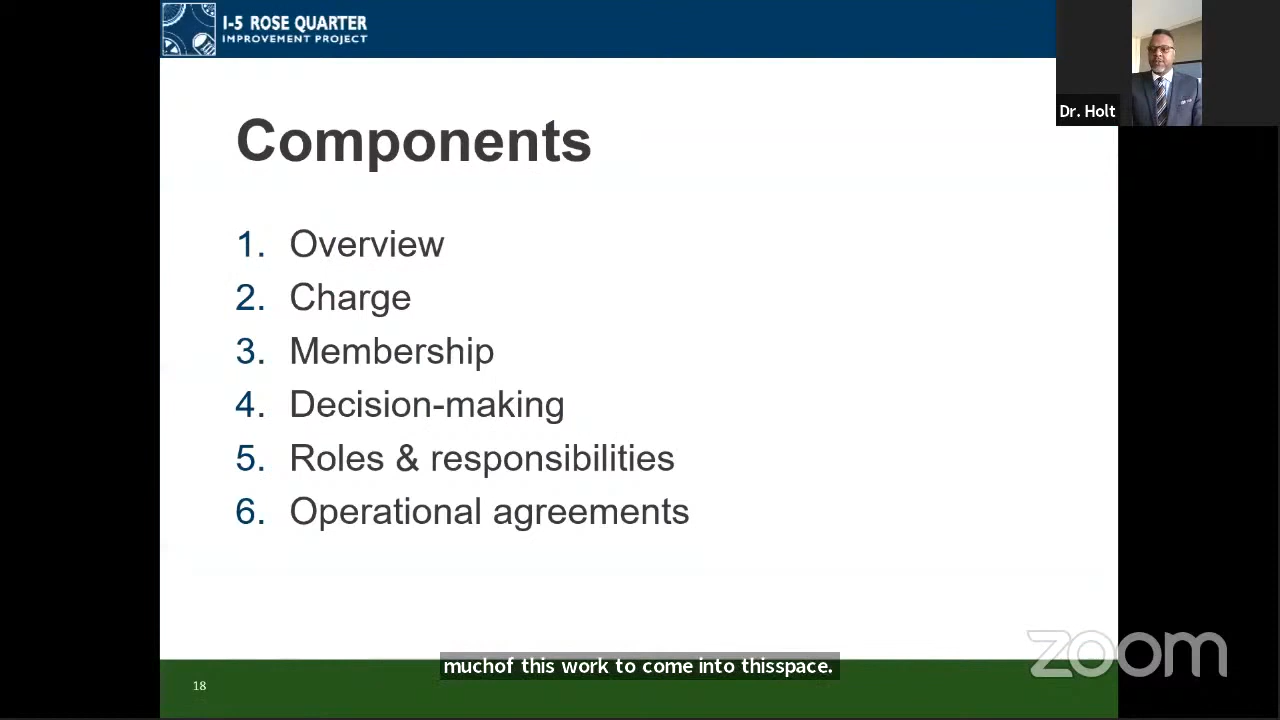 I-5 ROSE QUARTER
IMPROVEMENT PROJECT
Dr. Holt
Components
1. Overview
2. Charge
3. Membership
4. Decision-making
5. Roles & responsibilities
6. Operational agreements
muchof this work to come into thisspace.
18
zoom